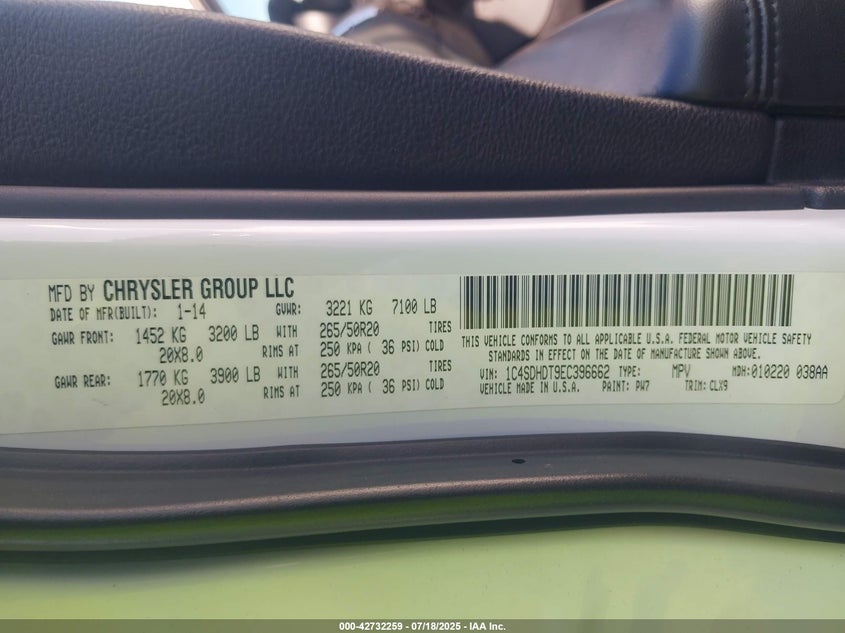 MFD BY CHRYSLER GROUP LLC
DATE OF MFR(BUILT): 1-14 GVWR: 3221 KG 7100 LB
GAWR FRONT: 1452 KG 3200 LB WITH 265/50R20 TIRES
20X8.0 RIMS AT 250 KPA ( 36 PSI) COLD
GAWR REAR: 1770 KG 3900 LB WITH 265/50R20 TIRES
20X8.0 RIMS AT 250 KPA ( 36 PSI) COLD
THIS VEHICLE CONFORMS TO ALL APPLICABLE U.S.A. FEDERAL MOTOR VEHICLE SAFETY
STANDARDS IN EFFECT ON THE DATE OF MANUFACTURE SHOWN ABOVE.
VIN: 1C4SDHDT9EC396662 TYPE: MPV MDH:010220 038AA
VEHICLE MADE IN U.S.A. PAINT: PW7 TRIM: CLX9
000-42732259 - 07/18/2025 - IAA Inc.